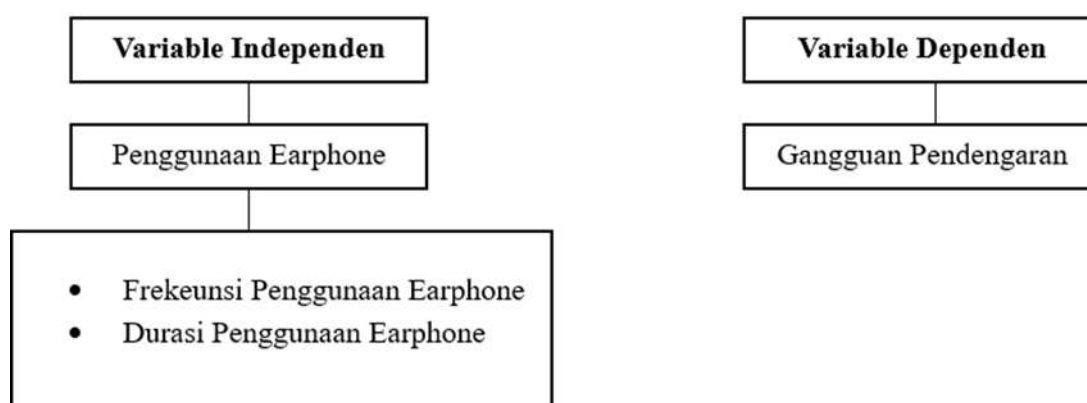 Variable Independen
Penggunaan Earphone
• Frekeunsi Penggunaan Earphone
• Durasi Penggunaan Earphone
Variable Dependen
Gangguan Pendengaran